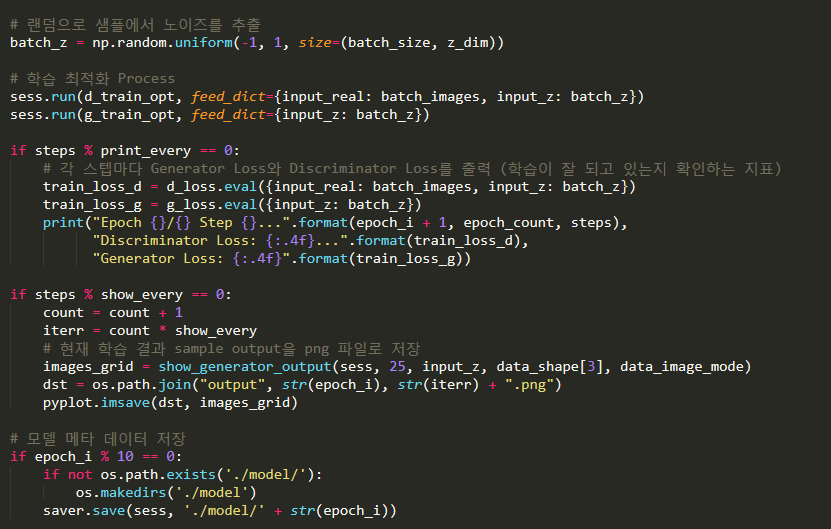 # 랜덤으로 샘플에서 노이즈를 추출
batch_z = np.random.uniform(-1, 1, size=(batch_size, z_dim))
# 학습 최적화 Process
sess.run(d_train_opt, feed_dict={input_real: batch_images, input_z: batch_z})
sess.run(g_train_opt, feed_dict={input_z: batch_z})
if steps % print_every == 0:
# 각 스텝마다 Generator Loss와 Discriminator Loss를 출력 (학습이 잘 되고 있는지 확인하는 지표)
train_loss_d = d_loss.eval({input_real: batch_images, input_z: batch_z})
train_loss_g = g_loss.eval({input_z: batch_z})
print("Epoch {}/{} Step {}...".format(epoch_i + 1, epoch_count, steps),
"Discriminator Loss: {:.4f}...".format(train_loss_d),
"Generator Loss: {:.4f}".format(train_loss_g))
if steps % show_every == 0:
count = count + 1
iterr = count * show_every
# 현재 학습 결과 sample output을 png 파일로 저장
images_grid = show_generator_output(sess, 25, input_z, data_shape[3], data_image_mode)
dst = os.path.join("output", str(epoch_i), str(iterr) + ".png")
pyplot.imsave(dst, images_grid)
# 모델 메타 데이터 저장
if epoch_i % 10 == 0:
if not os.path.exists('./model/'):
os.makedirs('./model')
saver.save(sess, './model/' + str(epoch_i))